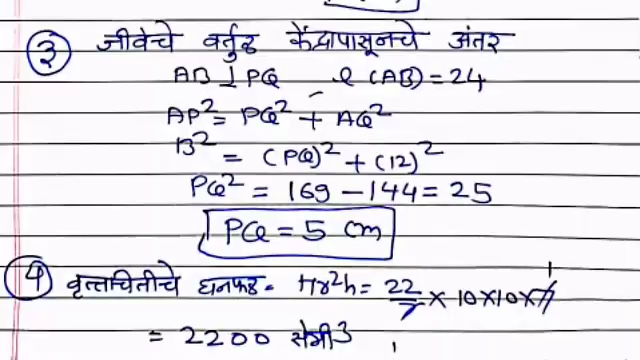 ③ जीवेचे वर्तुळ केंद्रापासूनचे अंतर
AB ⊥ PQ l (AB) = 24
AP² = PQ² + AQ²
13² = (PQ)² + (12)²
PQ² = 169 - 144 = 25
PQ = 5 cm
④ वृत्तचितीचे घनफळ = πr²h = 22/7 × 10 × 10 × 7
= 2200 सेमी³